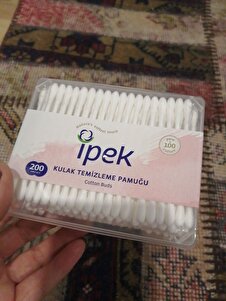 ipek
100
200
KULAK TEMİZLEME PAMUĞU
Cotton Buds